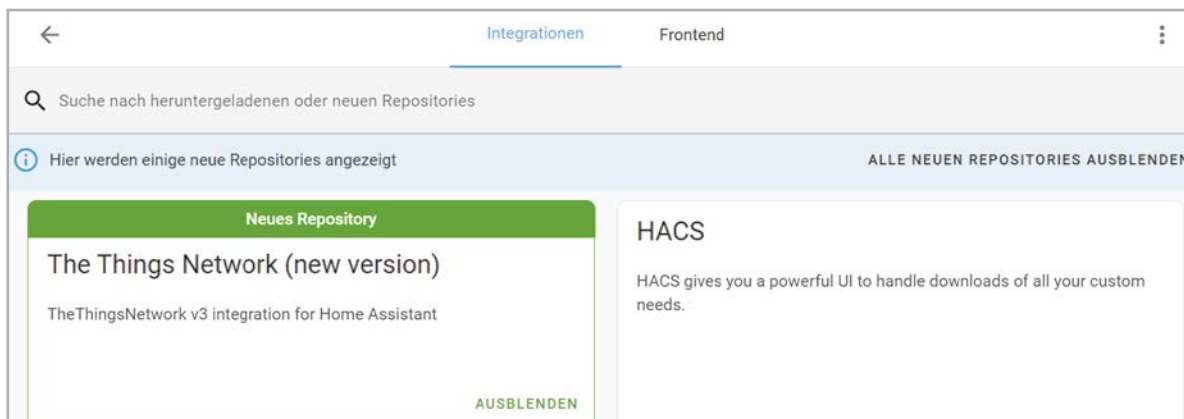 Integrationen
Frontend
Suche nach heruntergeladenen oder neuen Repositories
Hier werden einige neue Repositories angezeigt
ALLE NEUEN REPOSITORIES AUSBLENDEN
Neues Repository
The Things Network (new version)
TheThingsNetwork v3 integration for Home Assistant
AUSBLENDEN
HACS
HACS gives you a powerful UI to handle downloads of all your custom
needs.